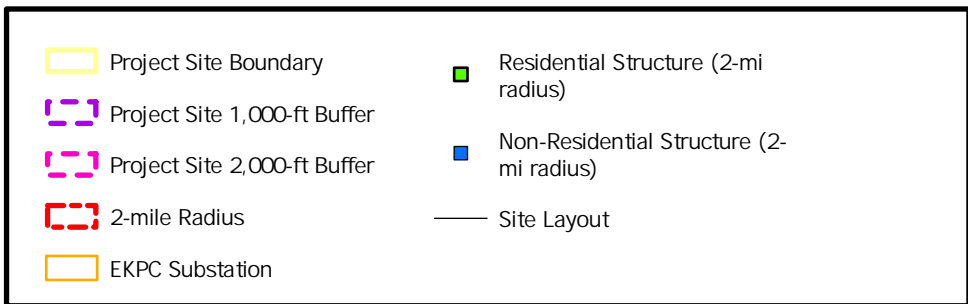 Project Site Boundary
Project Site 1,000-ft Buffer
Project Site 2,000-ft Buffer
2-mile Radius
EKPC Substation
Residential Structure (2-mi
radius)
Non-Residential Structure (2-
mi radius)
Site Layout